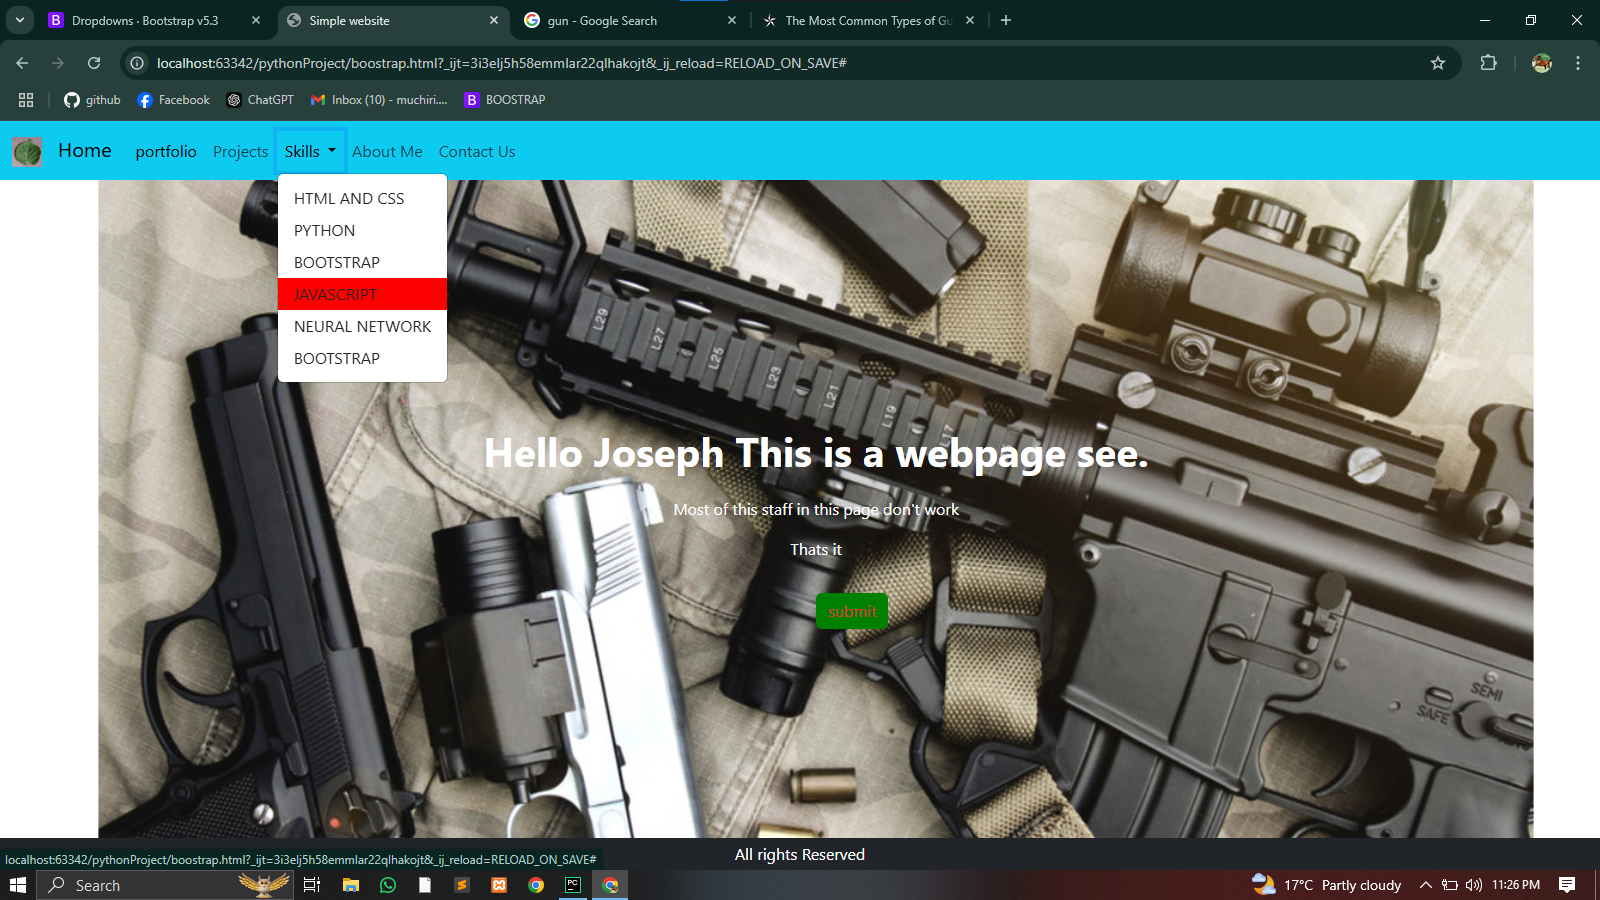 Dropdowns · Bootstrap v5.3
Simple website
gun - Google Search
The Most Common Types of Gu
localhost:63342/pythonProject/boostrap.html?_ijt=3i3elj5h58emmlar22qlhakojt&_ij_reload=RELOAD_ON_SAVE#
github
Facebook
ChatGPT
Inbox (10) - muchiri....
BOOSTRAP
Home
portfolio
Projects
Skills
About Me
Contact Us
HTML AND CSS
PYTHON
BOOTSTRAP
JAVASCRIPT
NEURAL NETWORK
BOOTSTRAP
L29
L27
L25
L23
L21
L19
L17
Hello Joseph This is a webpage see.
Most of this staff in this page don't work
Thats it
submit
SEMI
SAFE
All rights Reserved
localhost:63342/pythonProject/boostrap.html?_ijt=3i3elj5h58emmlar22qlhakojt&_ij_reload=RELOAD_ON_SAVE#
Search
PC
17°C Partly cloudy
11:26 PM